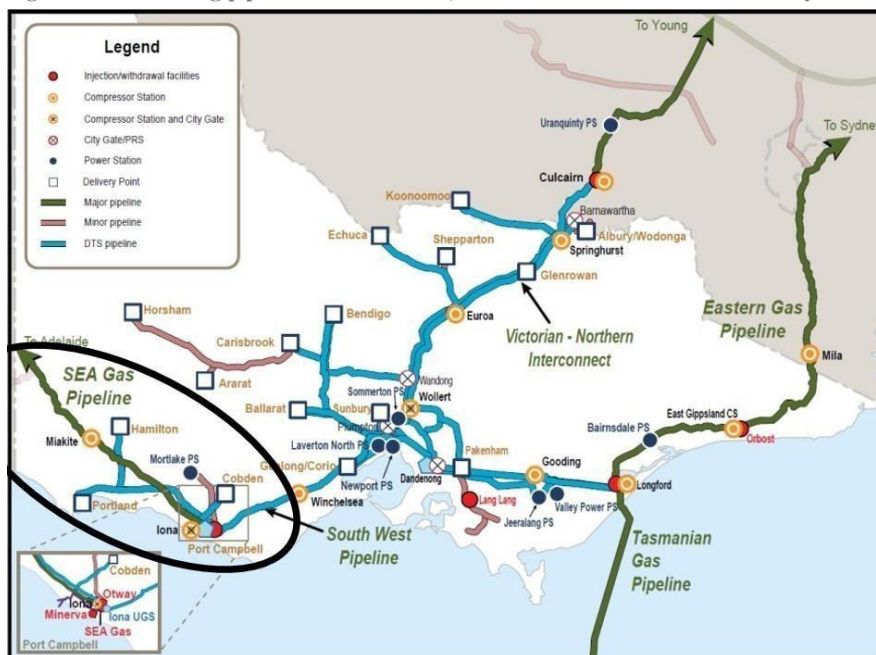 Legend
Injection/withdrawal facilities
Compressor Station
Compressor Station and City Gate
City Gate/PRS
Power Station
Delivery Point
Major pipeline
Minor pipeline
DTS pipeline
To Young
Uranquinty PS
To Sydney
Culcairn
Koonoomoo
Barnawartha
Echuca
Shepparton
Albury/Wodonga
Springhurst
Glenrowan
Horsham
Bendigo
Euroa
Eastern Gas
Pipeline
Carisbrook
Victorian - Northern
Interconnect
To Adelaide
SEA Gas
Pipeline
Ararat
Wandong
Mila
Sommerton PS
Wollert
Ballarat
Sunbury
Plumpton
East Gippsland CS
Hamilton
Miakite
Laverton North PS
Bairnsdale PS
Orbost
Mortlake PS
Pakenham
Gooding
Geelong/Corio
Newport PS
Dandenong
Cobden
Longford
Winchelsea
Lang Lang
Portland
Jeeralang PS
Valley Power PS
Iona
Port Campbell
South West
Pipeline
Tasmanian
Gas
Pipeline
Cobden
Otway
Iona
Minerva
Iona UGS
SEA Gas
Port Campbell